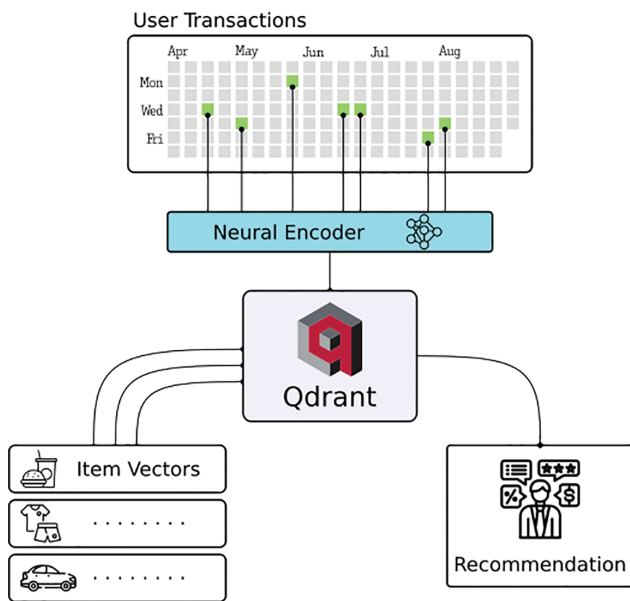 User Transactions
Apr May Jun Jul Aug
Mon
Wed
Fri
Neural Encoder
Qdrant
Item Vectors
. . . . . . . .
. . . . . . . .
% $
Recommendation